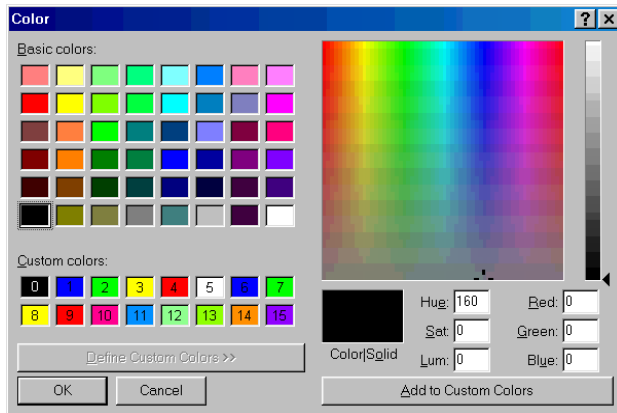 Color
Basic colors:
Custom colors:
0 1 2 3 4 5 6 7
8 9 10 11 12 13 14 15
Define Custom Colors >>
OK Cancel
Color|Solid
Hue: 160 Red: 0
Sat: 0 Green: 0
Lum: 0 Blue: 0
Add to Custom Colors